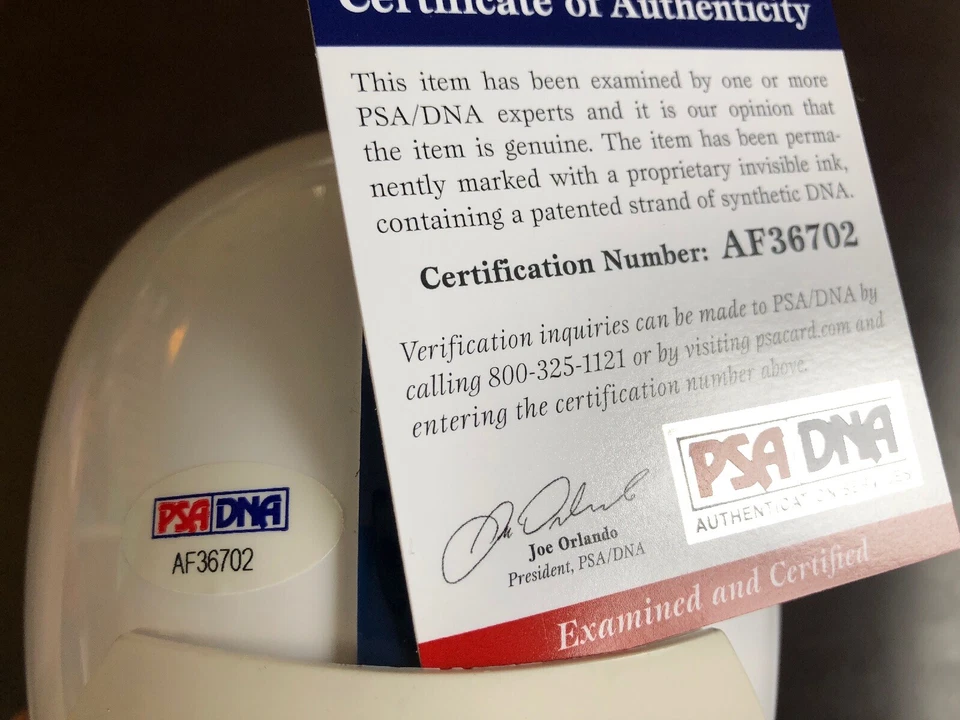 Certificate of Authenticity
This item has been examined by one or more
PSA/DNA experts and it is our opinion that
the item is genuine. The item has been perma-
nently marked with a proprietary invisible ink,
containing a patented strand of synthetic DNA.
Certification Number: AF36702
Verification inquiries can be made to PSA/DNA by
calling 800-325-1121 or by visiting psacard.com and
entering the certification number above.
PSA DNA
AUTHENTICATION SERVICES
Joe Orlando
President, PSA/DNA
Examined and Certified
PSA DNA
AF36702